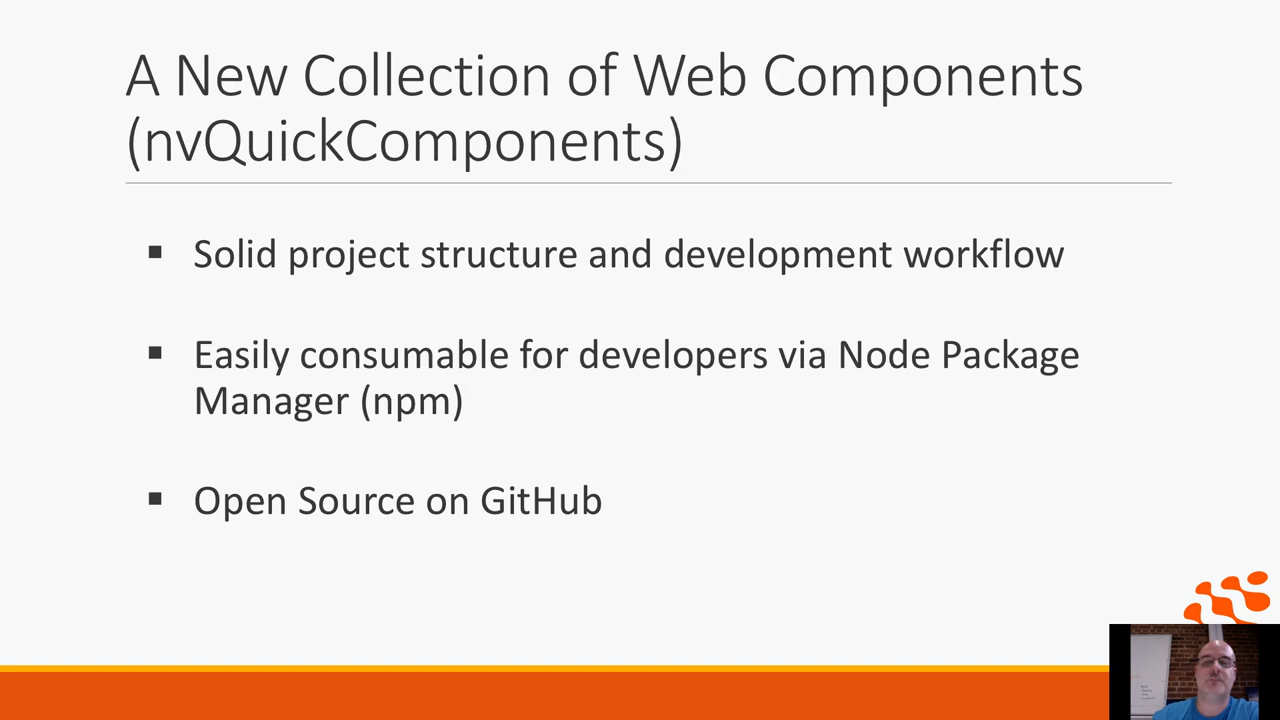 A New Collection of Web Components
(nvQuickComponents)
▪ Solid project structure and development workflow
▪ Easily consumable for developers via Node Package
Manager (npm)
▪ Open Source on GitHub